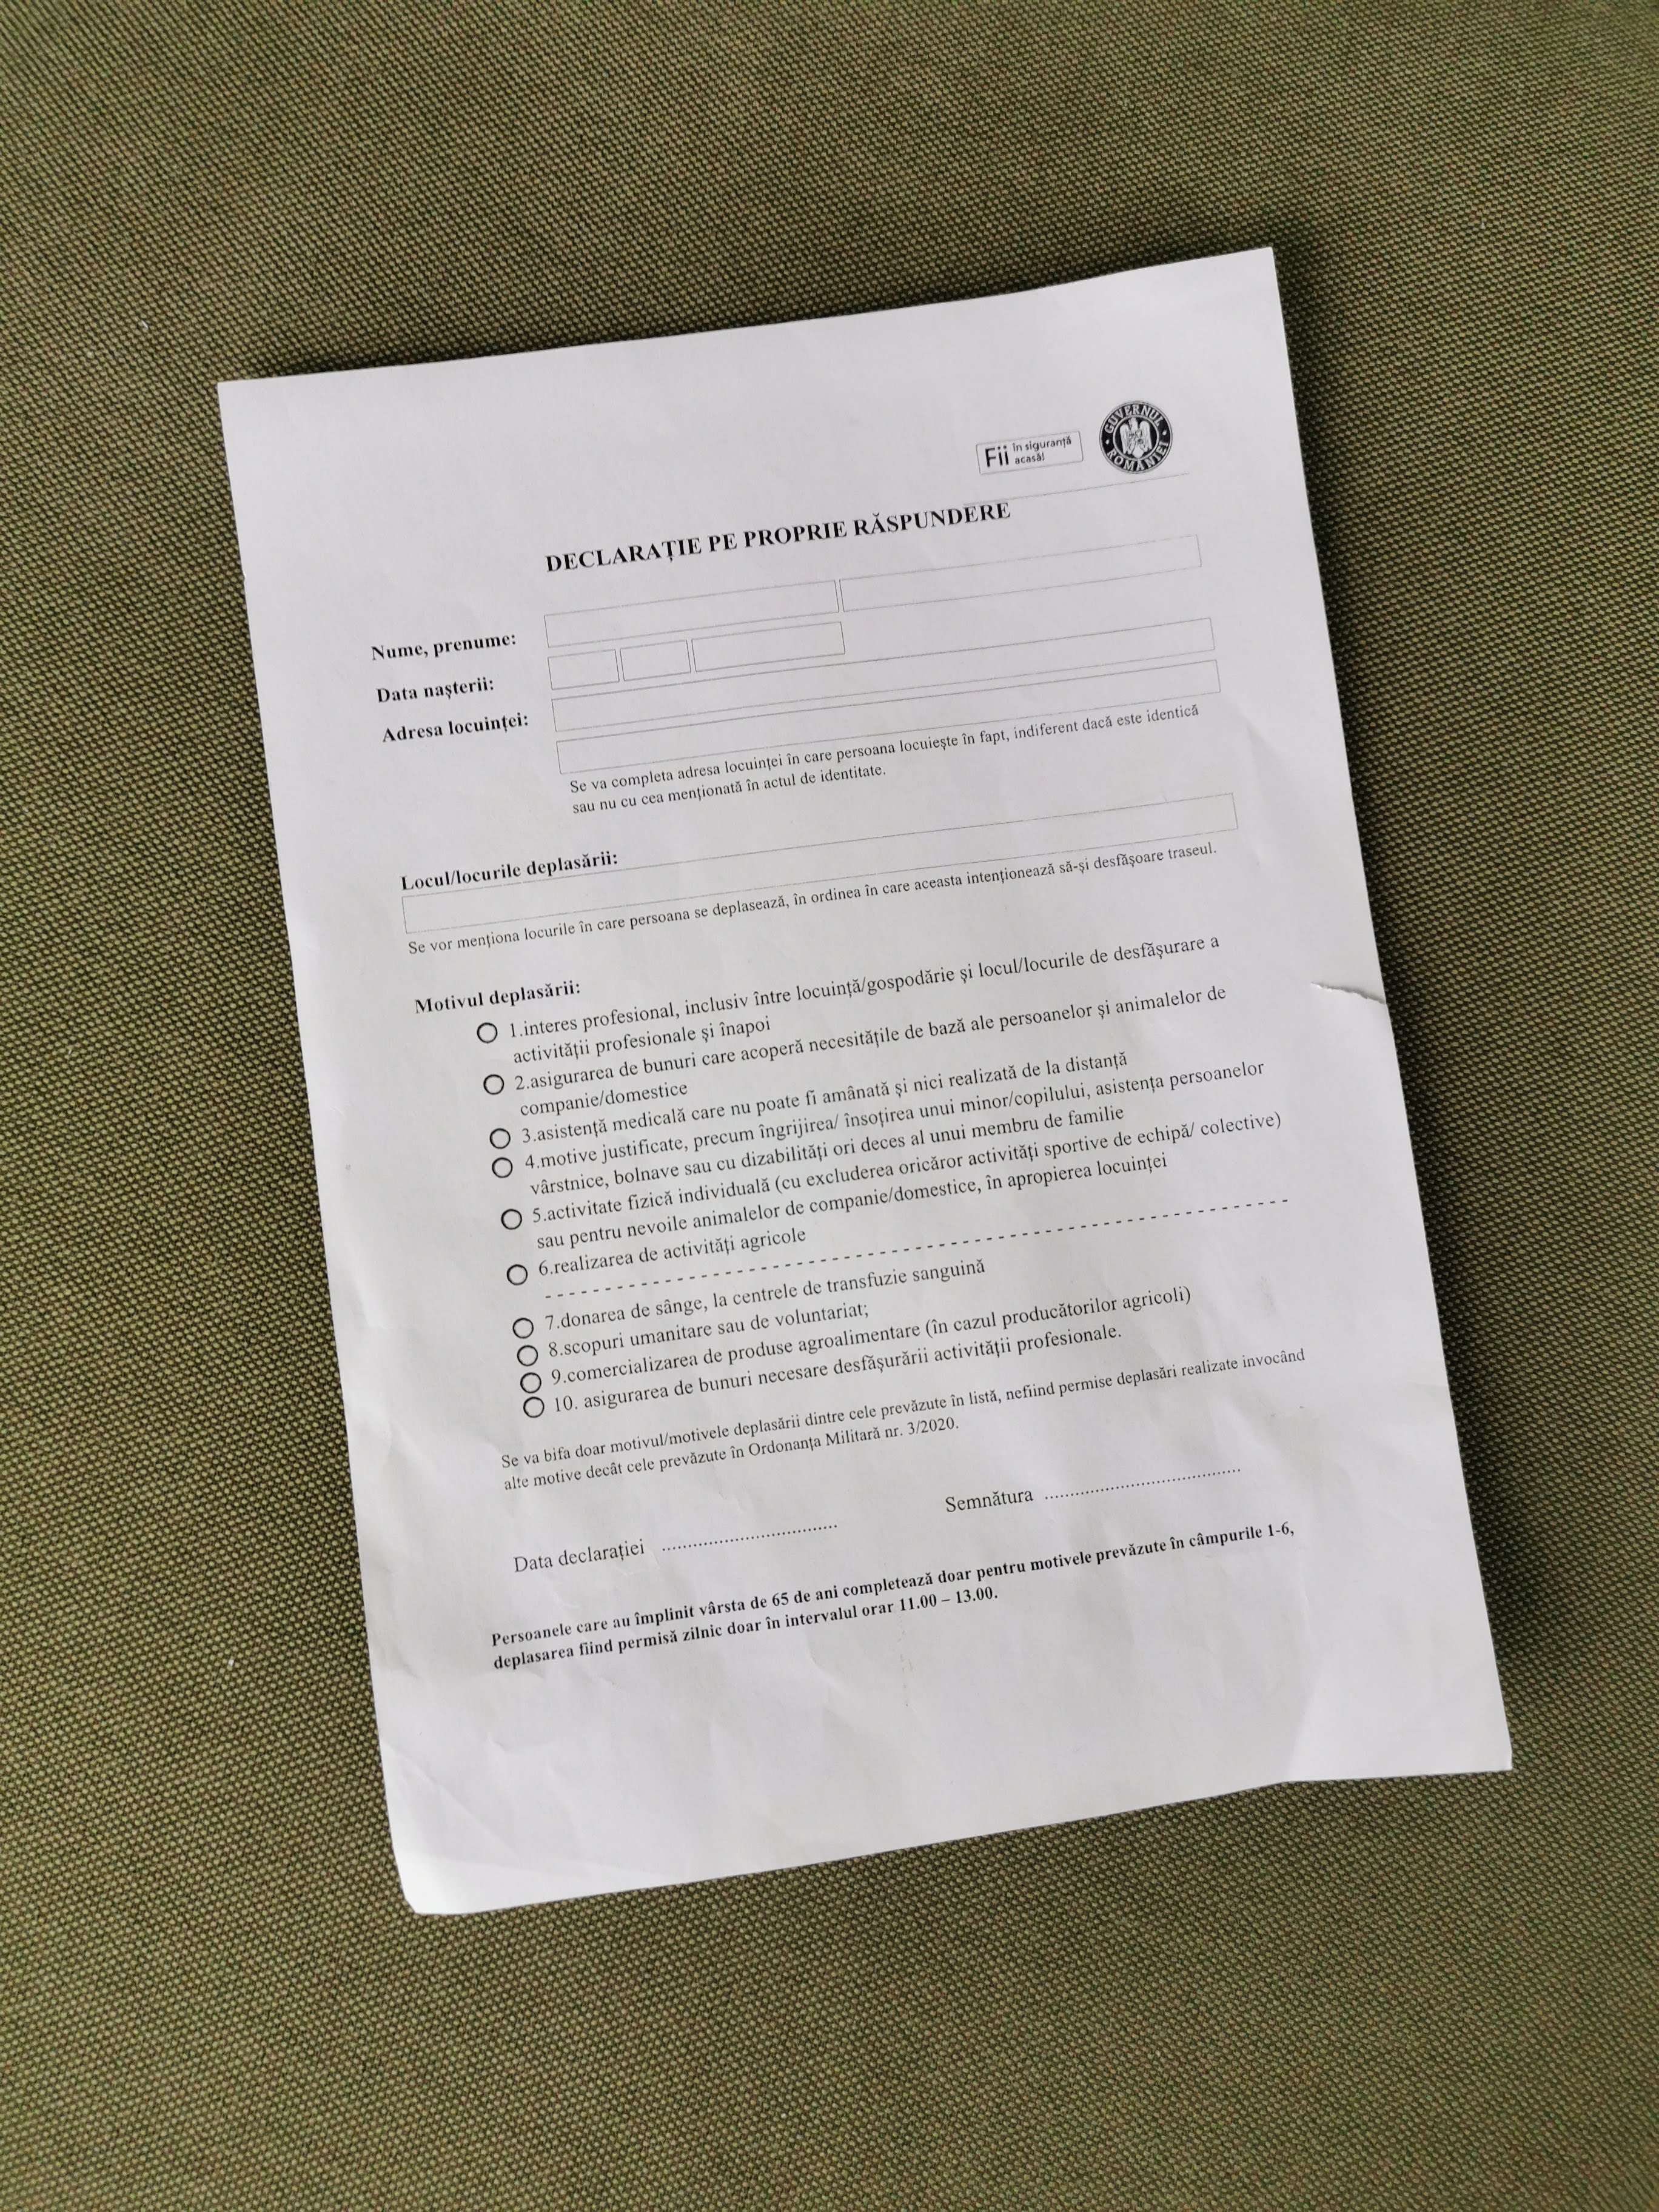 Fii în siguranță
acasă!
GUVERNUL ROMÂNIEI
DECLARAȚIE PE PROPRIE RĂSPUNDERE
Nume, prenume:
Data nașterii:
Adresa locuinței:
Se va completa adresa locuinței în care persoana locuiește în fapt, indiferent dacă este identică
sau nu cu cea menționată în actul de identitate.
Locul/locurile deplasării:
Se vor menționa locurile în care persoana se deplasează, în ordinea în care aceasta intenționează să-și desfășoare traseul.
Motivul deplasării:
1.interes profesional, inclusiv între locuință/gospodărie și locul/locurile de desfășurare a
activității profesionale și înapoi
2.asigurarea de bunuri care acoperă necesitățile de bază ale persoanelor și animalelor de
companie/domestice
3.asistență medicală care nu poate fi amânată și nici realizată de la distanță
4.motive justificate, precum îngrijirea/ însoțirea unui minor/copilului, asistența persoanelor
vârstnice, bolnave sau cu dizabilități ori deces al unui membru de familie
5.activitate fizică individuală (cu excluderea oricăror activități sportive de echipă/ colective)
sau pentru nevoile animalelor de companie/domestice, în apropierea locuinței
6.realizarea de activități agricole
7.donarea de sânge, la centrele de transfuzie sanguină
8.scopuri umanitare sau de voluntariat;
9.comercializarea de produse agroalimentare (în cazul producătorilor agricoli)
10. asigurarea de bunuri necesare desfășurării activității profesionale.
Se va bifa doar motivul/motivele deplasării dintre cele prevăzute în listă, nefiind permise deplasări realizate invocând
alte motive decât cele prevăzute în Ordonanța Militară nr. 3/2020.
Data declarației ................................... Semnătura .......................................
Persoanele care au împlinit vârsta de 65 de ani completează doar pentru motivele prevăzute în câmpurile 1-6,
deplasarea fiind permisă zilnic doar în intervalul orar 11.00 – 13.00.